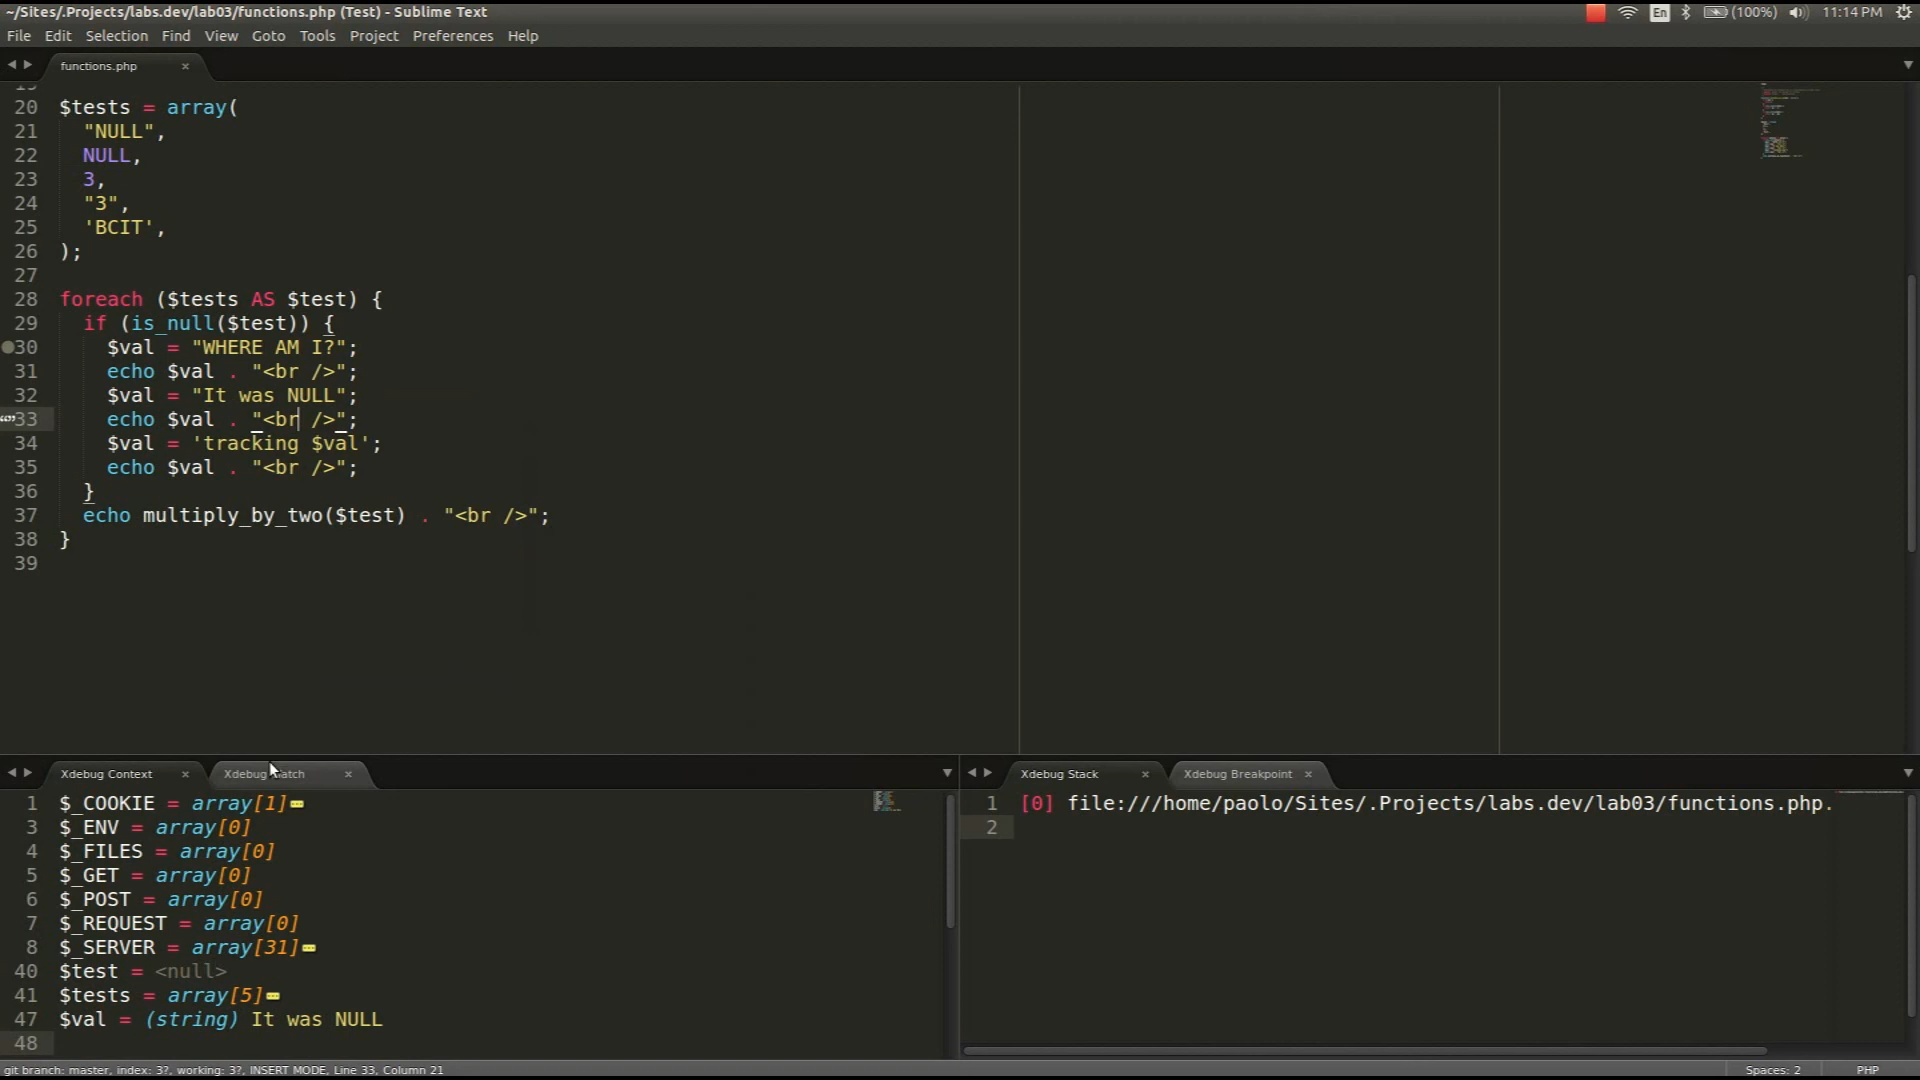 ~/Sites/.Projects/labs.dev/lab03/functions.php (Test) - Sublime Text
En (100%) 11:14 PM
File Edit Selection Find View Goto Tools Project Preferences Help
functions.php ×
20 $tests = array(
21 "NULL",
22 NULL,
23 3,
24 "3",
25 'BCIT',
26 );
27
28 foreach ($tests AS $test) {
29 if (is_null($test)) {
30 $val = "WHERE AM I?";
31 echo $val . "<br />";
32 $val = "It was NULL";
33 echo $val . "<br />";
34 $val = 'tracking $val';
35 echo $val . "<br />";
36 }
37 echo multiply_by_two($test) . "<br />";
38 }
39
Xdebug Context × Xdebug ×
1 $_COOKIE = array[1]
3 $_ENV = array[0]
4 $_FILES = array[0]
5 $_GET = array[0]
6 $_POST = array[0]
7 $_REQUEST = array[0]
8 $_SERVER = array[31]
40 $test = <null>
41 $tests = array[5]
47 $val = (string) It was NULL
48
Xdebug Stack × Xdebug Breakpoint ×
1 [0] file:///home/paolo/Sites/.Projects/labs.dev/lab03/functions.php.
2
git branch: master, index: 3?, working: 3?, INSERT MODE, Line 33, Column 21
Spaces: 2 PHP